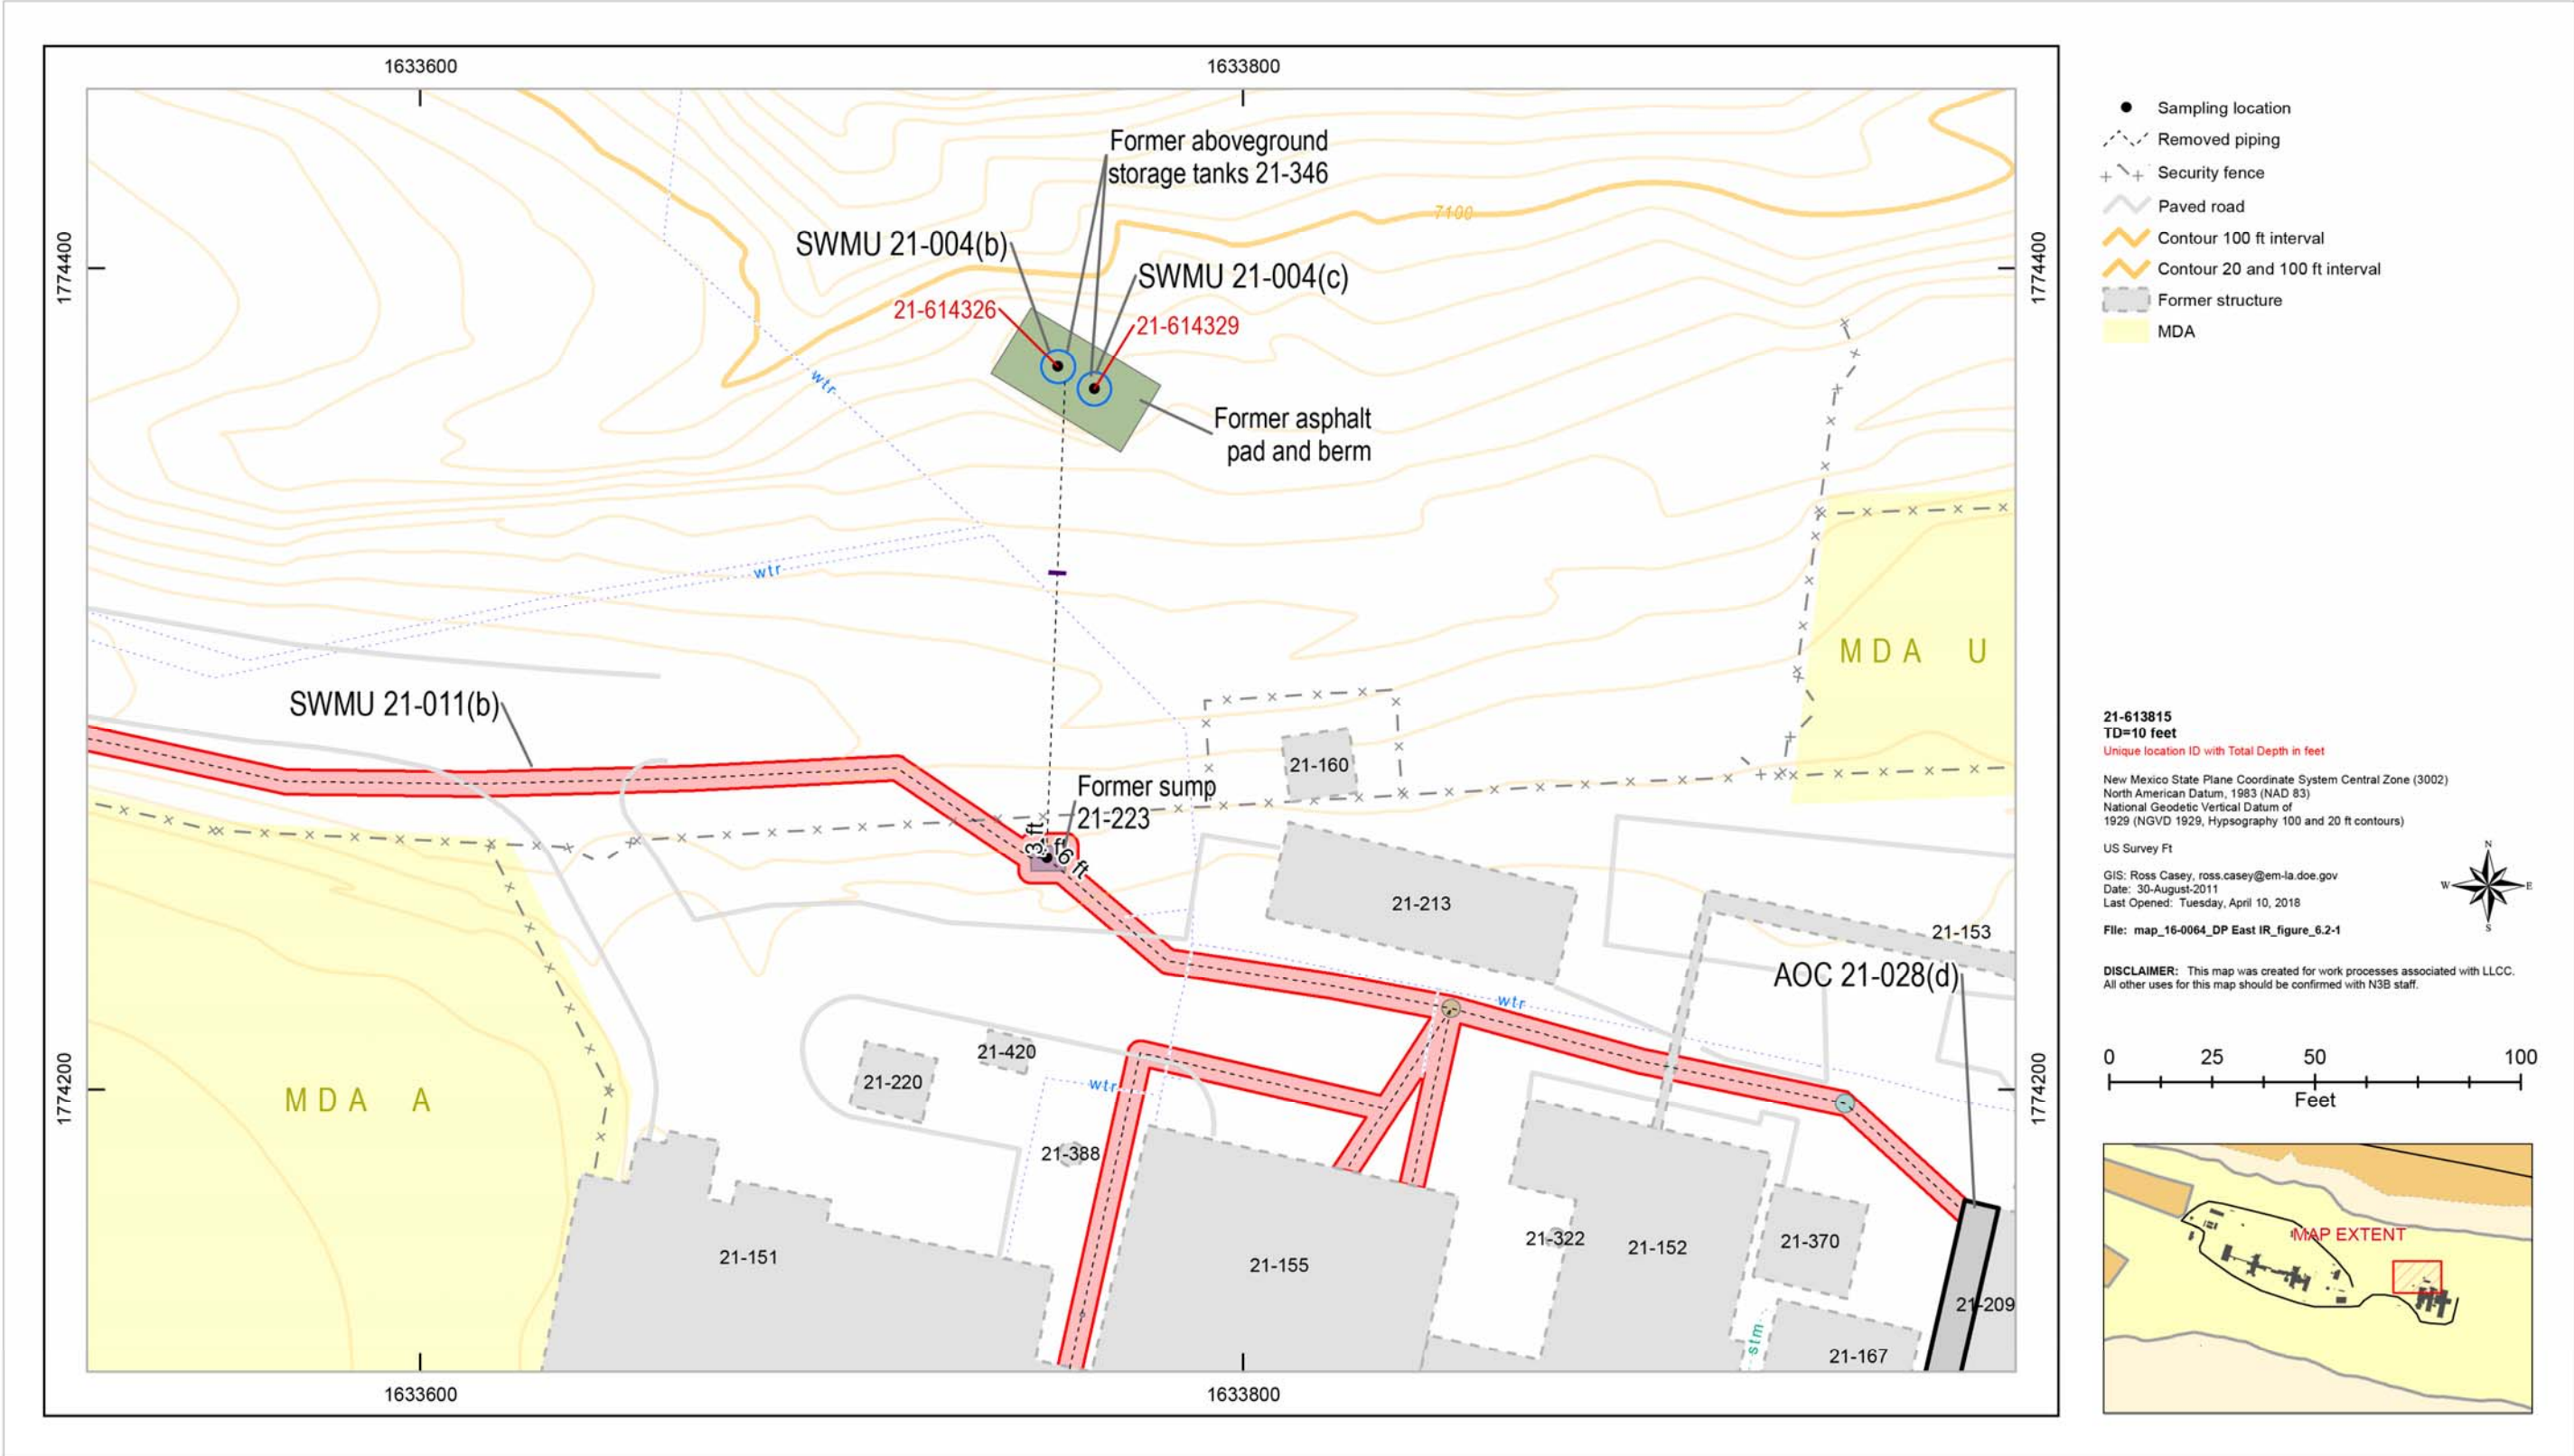 1633600
1633800
1774400
1774400
Former aboveground
storage tanks 21-346
7100
SWMU 21-004(b)
SWMU 21-004(c)
21-614326
21-614329
wtr
Former asphalt
pad and berm
wtr
MDA U
SWMU 21-011(b)
21-160
Former sump
21-223
6 ft
21-213
21-153
AOC 21-028(d)
wtr
21-420
21-220
wtr
MDA A
1774200
1774200
21-388
21-151
21-155
21-322
21-152
21-370
21-209
stm
21-167
1633600
1633800
Sampling location
Removed piping
Security fence
Paved road
Contour 100 ft interval
Contour 20 and 100 ft interval
Former structure
MDA
21-613815
TD=10 feet
Unique location ID with Total Depth in feet
New Mexico State Plane Coordinate System Central Zone (3002)
North American Datum, 1983 (NAD 83)
National Geodetic Vertical Datum of
1929 (NGVD 1929, Hypsography 100 and 20 ft contours)
US Survey Ft
GIS: Ross Casey, ross.casey@em-la.doe.gov
Date: 30-August-2011
Last Opened: Tuesday, April 10, 2018
File: map_16-0064_DP East IR_figure_6.2-1
N
W
E
S
DISCLAIMER: This map was created for work processes associated with LLCC.
All other uses for this map should be confirmed with N3B staff.
0 25 50 100
Feet
MAP EXTENT